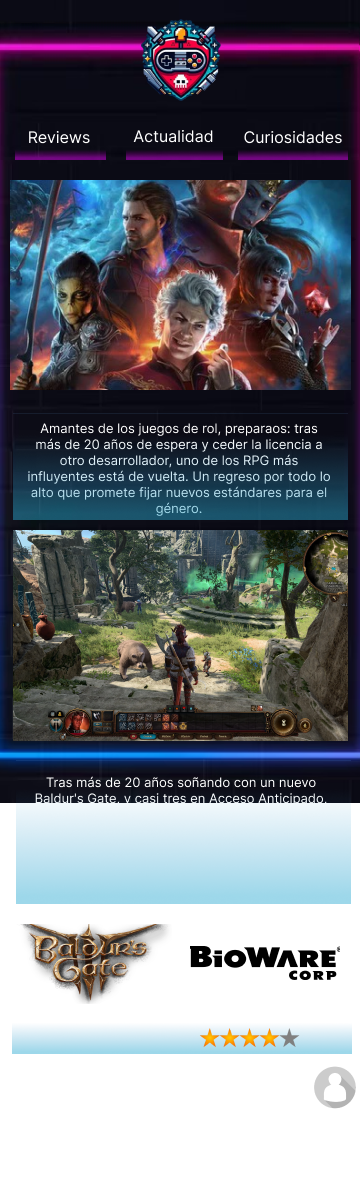 Reviews
Actualidad
Curiosidades
Amantes de los juegos de rol, preparaos: tras
más de 20 años de espera y ceder la licencia a
otro desarrollador, uno de los RPG más
influyentes está de vuelta. Un regreso por todo lo
alto que promete fijar nuevos estándares para el
género.
Tras más de 20 años soñando con un nuevo
Baldur's Gate, y casi tres en Acceso Anticipado,
Baldurs
Gate
BIOWARE
CORP